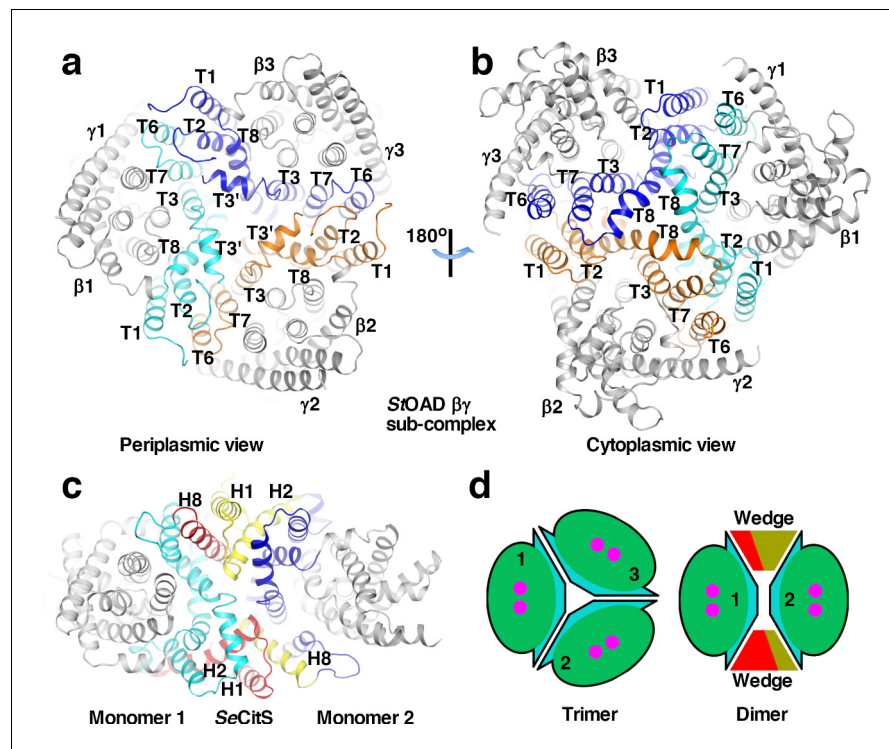 a
T1
β3
γ1
T6
T2
T8
T7
T3
T3'
T3
T7
T6
γ3
T8
T3'
T3'
T2
T1
T8
β1
T3
T2
T1
T7
T6
β2
γ2
Periplasmic view
180º
StOAD βγ
sub-complex
b
β3
T1
γ1
T6
T2
γ3
T7
T3
T7
T6
T3
T8
T8
T8
β1
T1
T2
T2
T1
T3
T7
T6
β2
γ2
Cytoplasmic view
c
H8
H1
H2
H2
H1
H8
Monomer 1
SeCitS
Monomer 2
d
1
3
2
Trimer
Wedge
1
2
Wedge
Dimer